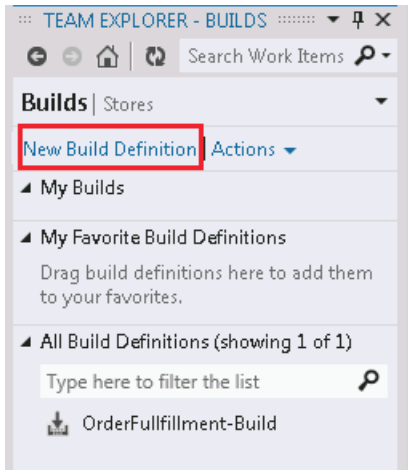 TEAM EXPLORER - BUILDS
Search Work Items
Builds | Stores
New Build Definition | Actions
My Builds
My Favorite Build Definitions
Drag build definitions here to add them
to your favorites.
All Build Definitions (showing 1 of 1)
Type here to filter the list
OrderFullfillment-Build